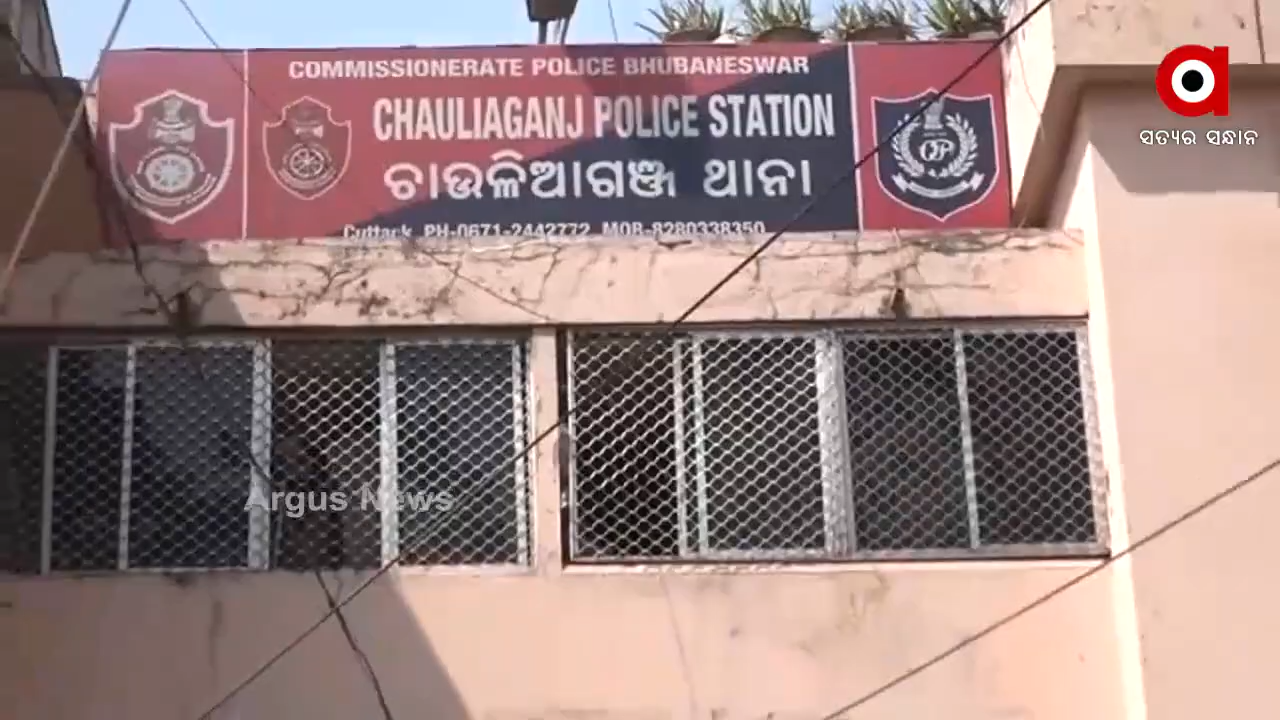 COMMISSIONERATE POLICE BHUBANESWAR
CHAULIAGANJ POLICE STATION
ଚାଉଳିଆଗଞ୍ଜ ଥାନା
Cuttack, PH-0671-2442772, MOB-8280338350
OP
a
ସତ୍ୟର ସନ୍ଧାନ
Argus News